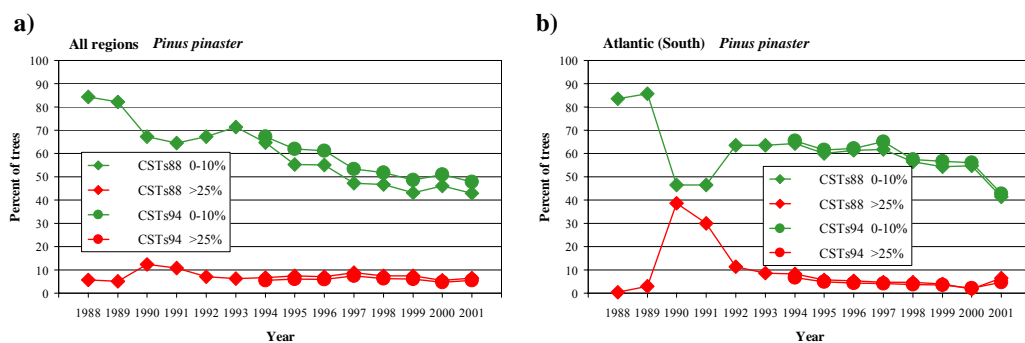 a)
All regions Pinus pinaster
Percent of trees
100
90
80
70
60
50
40
30
20
10
0
CSTs88 0-10%
CSTs88 >25%
CSTs94 0-10%
CSTs94 >25%
1988 1989 1990 1991 1992 1993 1994 1995 1996 1997 1998 1999 2000 2001
Year
b)
Atlantic (South) Pinus pinaster
Percent of trees
100
90
80
70
60
50
40
30
20
10
0
CSTs88 0-10%
CSTs88 >25%
CSTs94 0-10%
CSTs94 >25%
1988 1989 1990 1991 1992 1993 1994 1995 1996 1997 1998 1999 2000 2001
Year